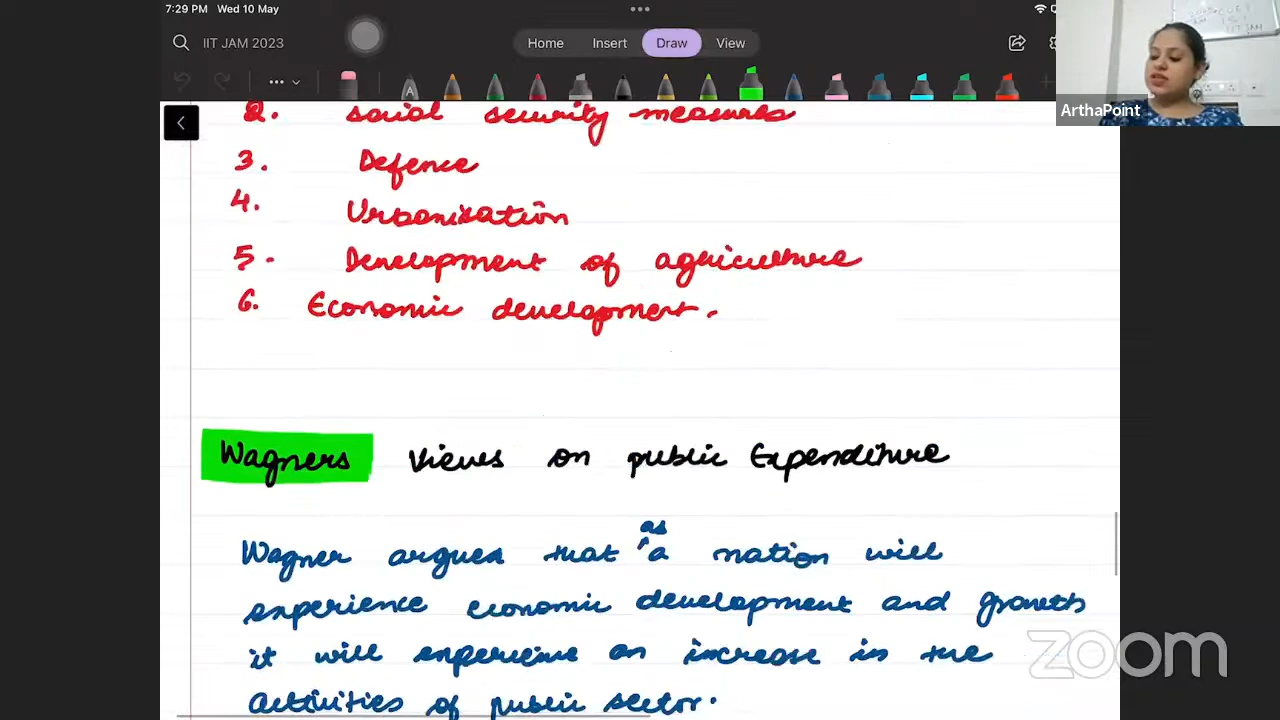 7:29 PM Wed 10 May
IIT JAM 2023
Home Insert Draw View
ArthaPoint
2. Social security measures
3. Defence
4. Urbanisation
5. Development of agriculture
6. Economic development.
Wagners Views on public Expenditure
as
Wagner argues that a nation will
experience economic development and growth
it will experience an increase in the
activities of public sector.
zoom